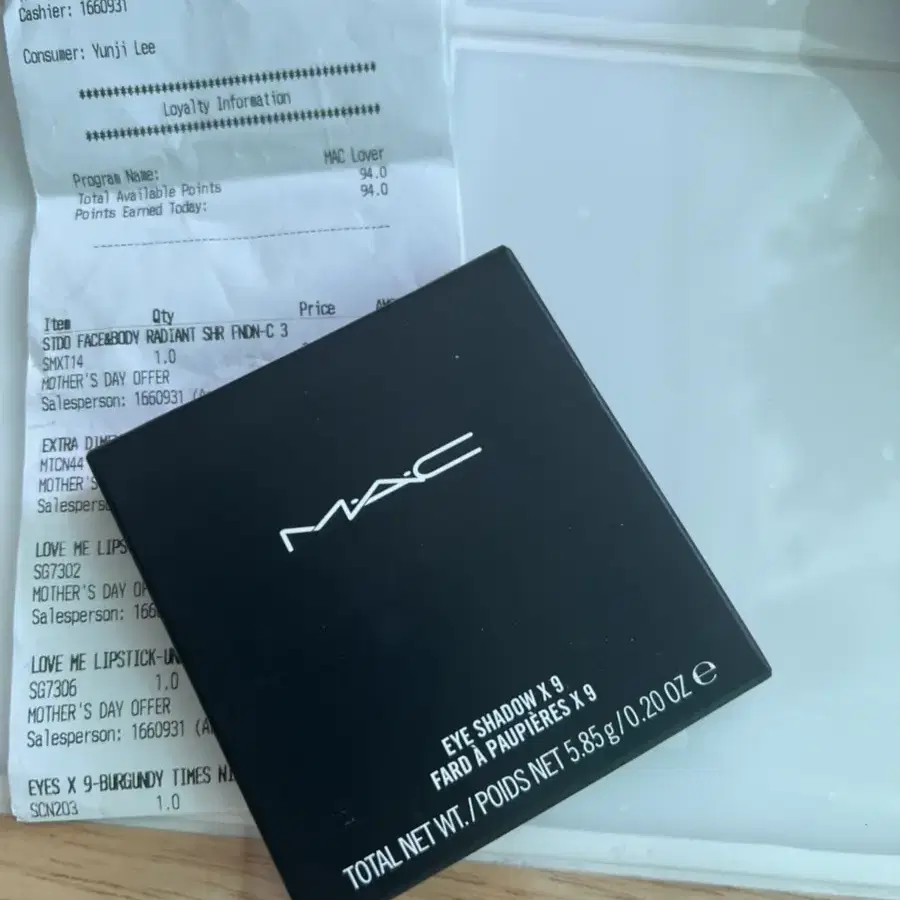 Cashier: 1660931
Consumer: Yunji Lee
****************************************
Loyalty Information
****************************************
Program Name: MAC Lover
Total Available Points 94.0
Points Earned Today: 94.0
Item Qty Price
STDO FACE&BODY RADIANT SHR FNDN-C 3
SMXT14 1.0
MOTHER'S DAY OFFER
Salesperson: 1660931
EXTRA
MTCN44
MOTHER'S
LOVE ME
SG7302
MOTHER'S DAY
Salesperson:
LOVE ME LIPSTICK-
SG7306 1.0
MOTHER'S DAY OFFER
Salesperson: 1660931
EYES X 9-BURGUNDY TIMES
SCN203 1.0
MAC
EYE SHADOW X 9
FARD À PAUPIÈRES X 9
TOTAL NET WT./POIDS NET 5.85 g/0.20 OZ ℮